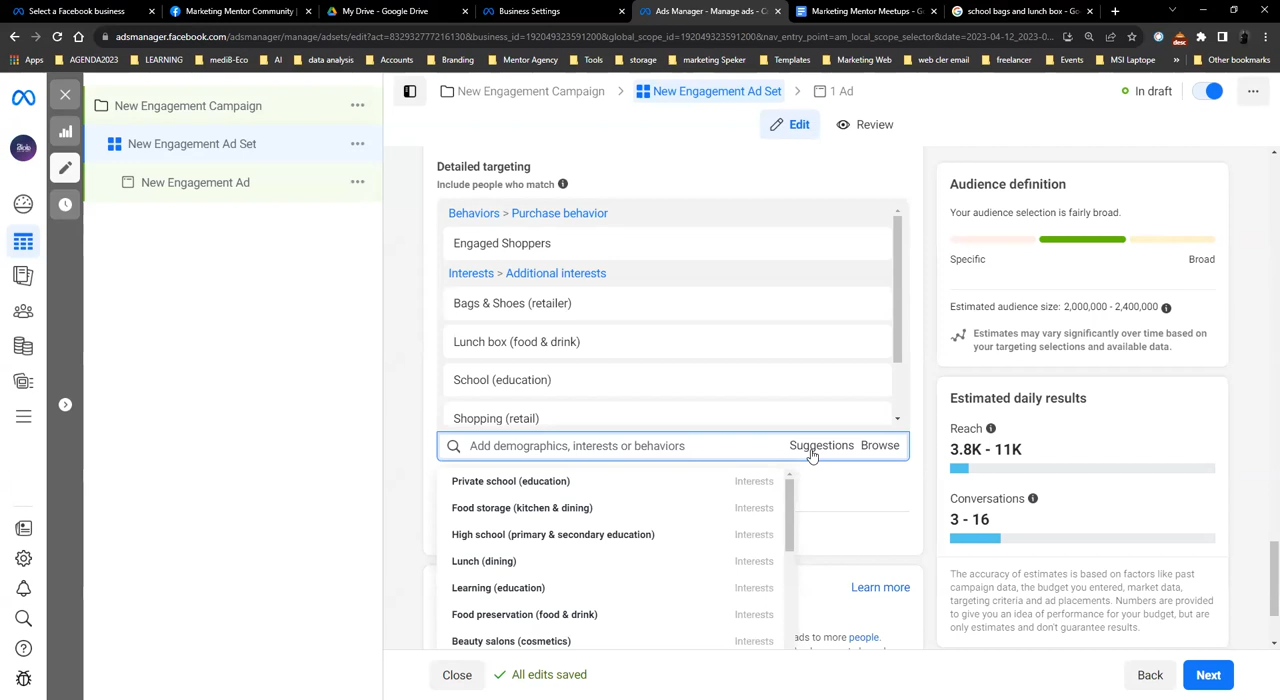 Select a Facebook business
Marketing Mentor Community |
My Drive - Google Drive
Business Settings
Ads Manager - Manage ads - C
Marketing Mentor Meetups - G
school bags and lunch box - Go
adsmanager.facebook.com/adsmanager/manage/adsets/edit?act=832932777216130&business_id=192049323591200&global_scope_id=192049323591200&nav_entry_point=am_local_scope_selector&date=2023-04-12_2023-0...
Apps
AGENDA2023
LEARNING
medi8-Eco
AI
data analysis
Accounts
Branding
Mentor Agency
Tools
storage
marketing Speker
Templates
Marketing Web
web cler email
freelancer
Events
MSI Laptope
Other bookmarks
New Engagement Campaign
New Engagement Ad Set
New Engagement Ad
New Engagement Campaign
New Engagement Ad Set
1 Ad
In draft
Edit
Review
Detailed targeting
Include people who match
Behaviors > Purchase behavior
Engaged Shoppers
Interests > Additional interests
Bags & Shoes (retailer)
Lunch box (food & drink)
School (education)
Shopping (retail)
Add demographics, interests or behaviors
Suggestions
Browse
Private school (education) Interests
Food storage (kitchen & dining) Interests
High school (primary & secondary education) Interests
Lunch (dining) Interests
Learning (education) Interests
Food preservation (food & drink) Interests
Beauty salons (cosmetics) Interests
Learn more
ads to more people.
Close
All edits saved
Back
Next
Audience definition
Your audience selection is fairly broad.
Specific
Broad
Estimated audience size: 2,000,000 - 2,400,000
Estimates may vary significantly over time based on
your targeting selections and available data.
Estimated daily results
Reach
3.8K - 11K
Conversations
3 - 16
The accuracy of estimates is based on factors like past
campaign data, the budget you entered, market data,
targeting criteria and ad placements. Numbers are provided
to give you an idea of performance for your budget, but are
only estimates and don't guarantee results.